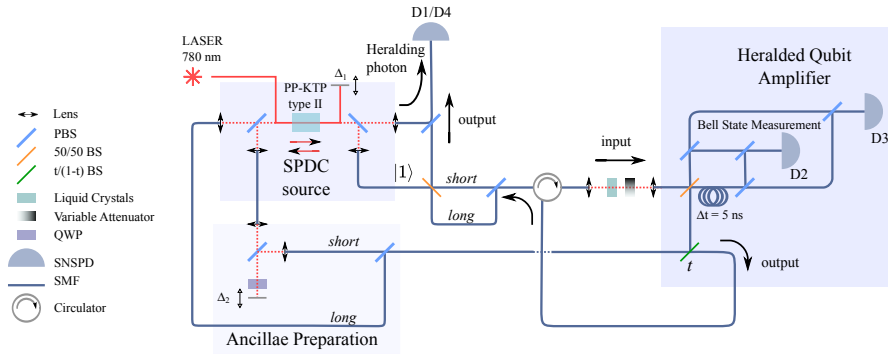 D1/D4
LASER
780 nm
Heralding
photon
PP-KTP
type II
Δ1
Heralded Qubit
Amplifier
Lens
PBS
50/50 BS
t/(1-t) BS
Liquid Crystals
Variable Attenuator
QWP
SNSPD
SMF
Circulator
output
SPDC
source
|1⟩
short
long
input
Bell State Measurement
D2
D3
Δt = 5 ns
short
t
output
Δ2
long
Ancillae Preparation